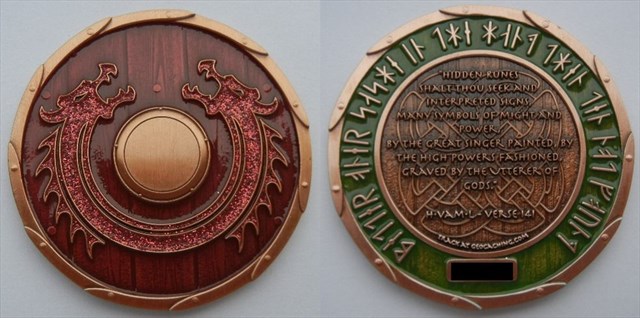 "HIDDEN RUNES
SHALT THOU SEEK AND
INTERPRETED SIGNS,
MANY SYMBOLS OF MIGHT AND
POWER,
BY THE GREAT SINGER PAINTED, BY
THE HIGH POWERS FASHIONED,
GRAVED BY THE UTTERER OF
GODS."
H·VAM·L - VERSE 141
TRACK AT GEOCACHING.COM